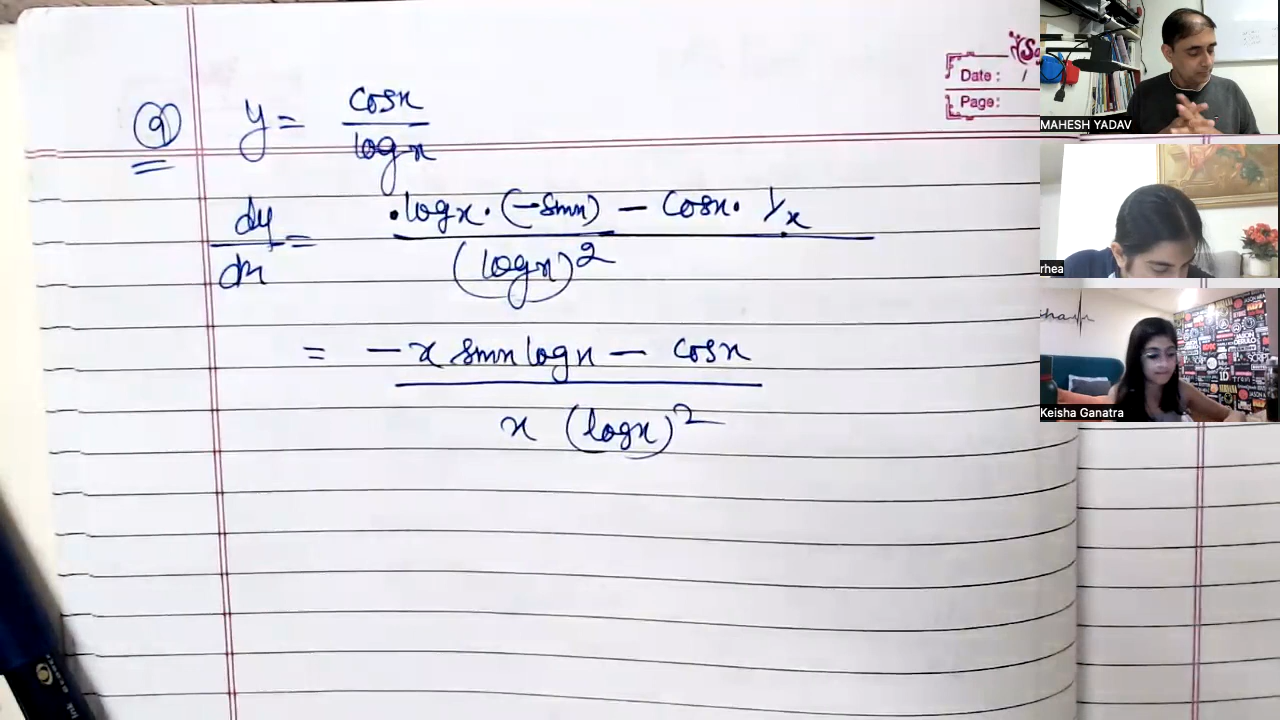 (9) y = cosx / logx
dy/dx = .logx.(-sinx) - cosx. 1/x / (logx)²
= -x sinx logx - cosx / x (logx)²
Date: /
Page:
MAHESH YADAV
rhea
Keisha Ganatra